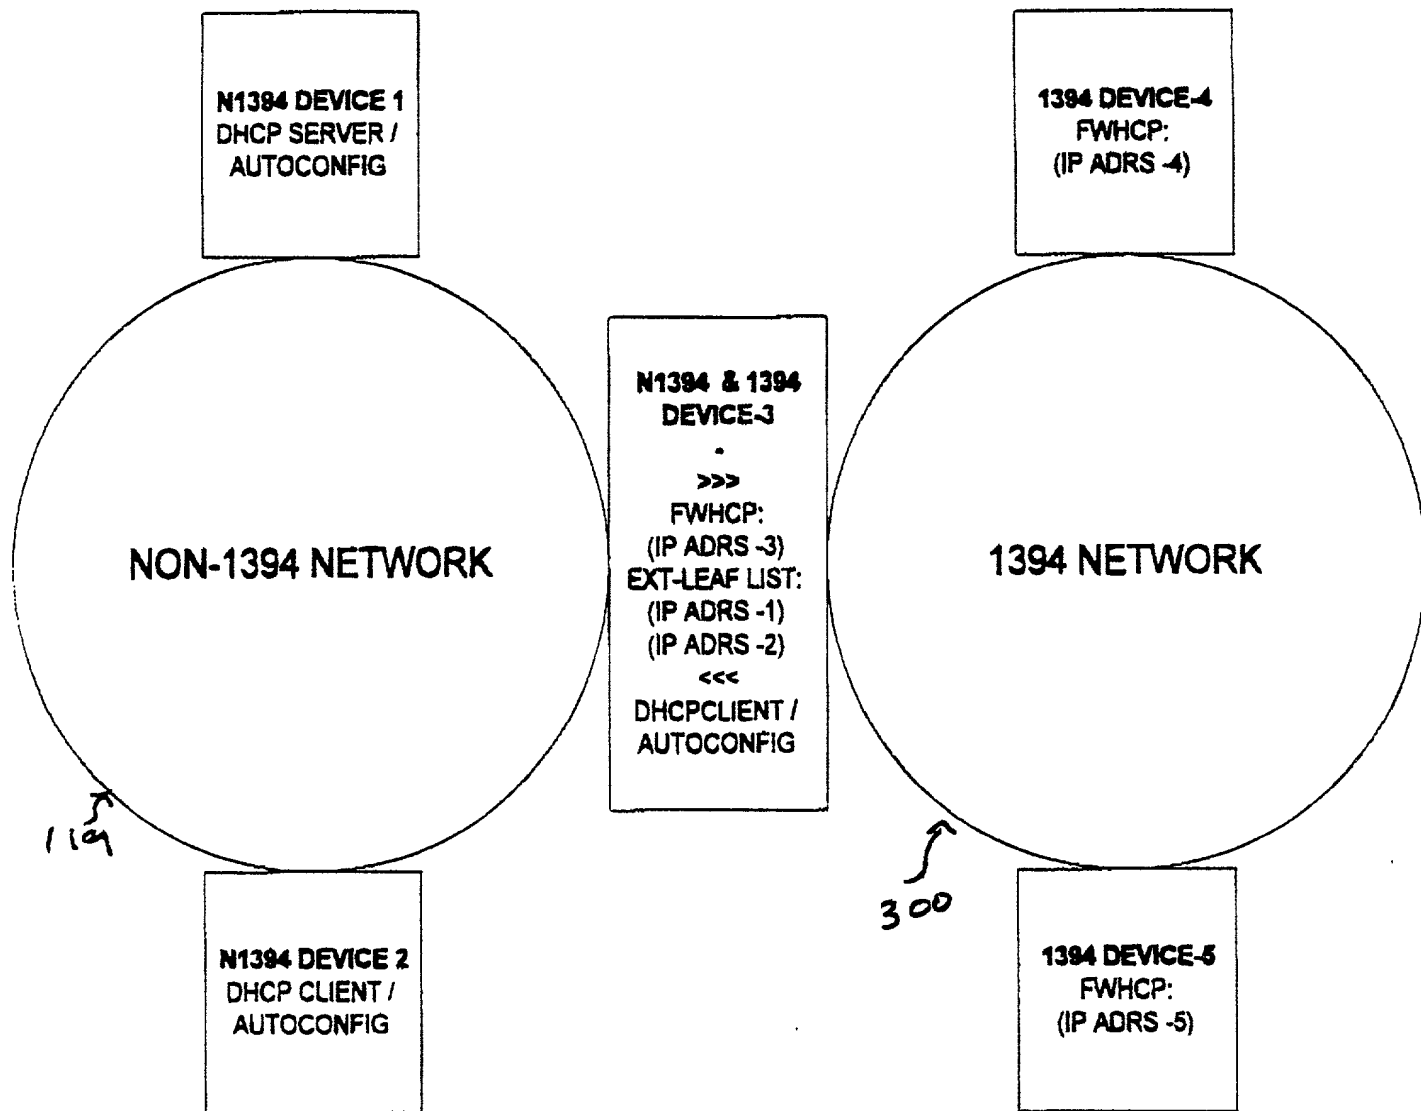 N1394 DEVICE 1
DHCP SERVER /
AUTOCONFIG
1394 DEVICE-4
FWHCP:
(IP ADRS -4)
N1394 & 1394
DEVICE-3
>>>
FWHCP:
(IP ADRS -3)
EXT-LEAF LIST:
(IP ADRS -1)
(IP ADRS -2)
<<<
DHCPCLIENT /
AUTOCONFIG
NON-1394 NETWORK
1394 NETWORK
119
300
N1394 DEVICE 2
DHCP CLIENT /
AUTOCONFIG
1394 DEVICE-5
FWHCP:
(IP ADRS -5)